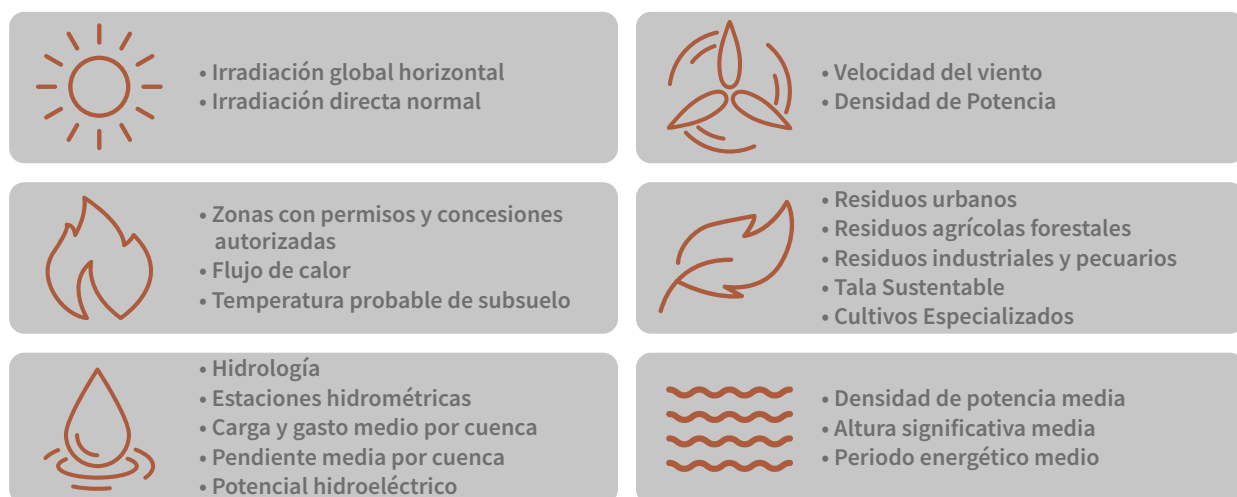 • Irradiación global horizontal
• Irradiación directa normal
• Velocidad del viento
• Densidad de Potencia
• Zonas con permisos y concesiones
autorizadas
• Flujo de calor
• Temperatura probable de subsuelo
• Residuos urbanos
• Residuos agrícolas forestales
• Residuos industriales y pecuarios
• Tala Sustentable
• Cultivos Especializados
• Hidrología
• Estaciones hidrométricas
• Carga y gasto medio por cuenca
• Pendiente media por cuenca
• Potencial hidroeléctrico
• Densidad de potencia media
• Altura significativa media
• Periodo energético medio